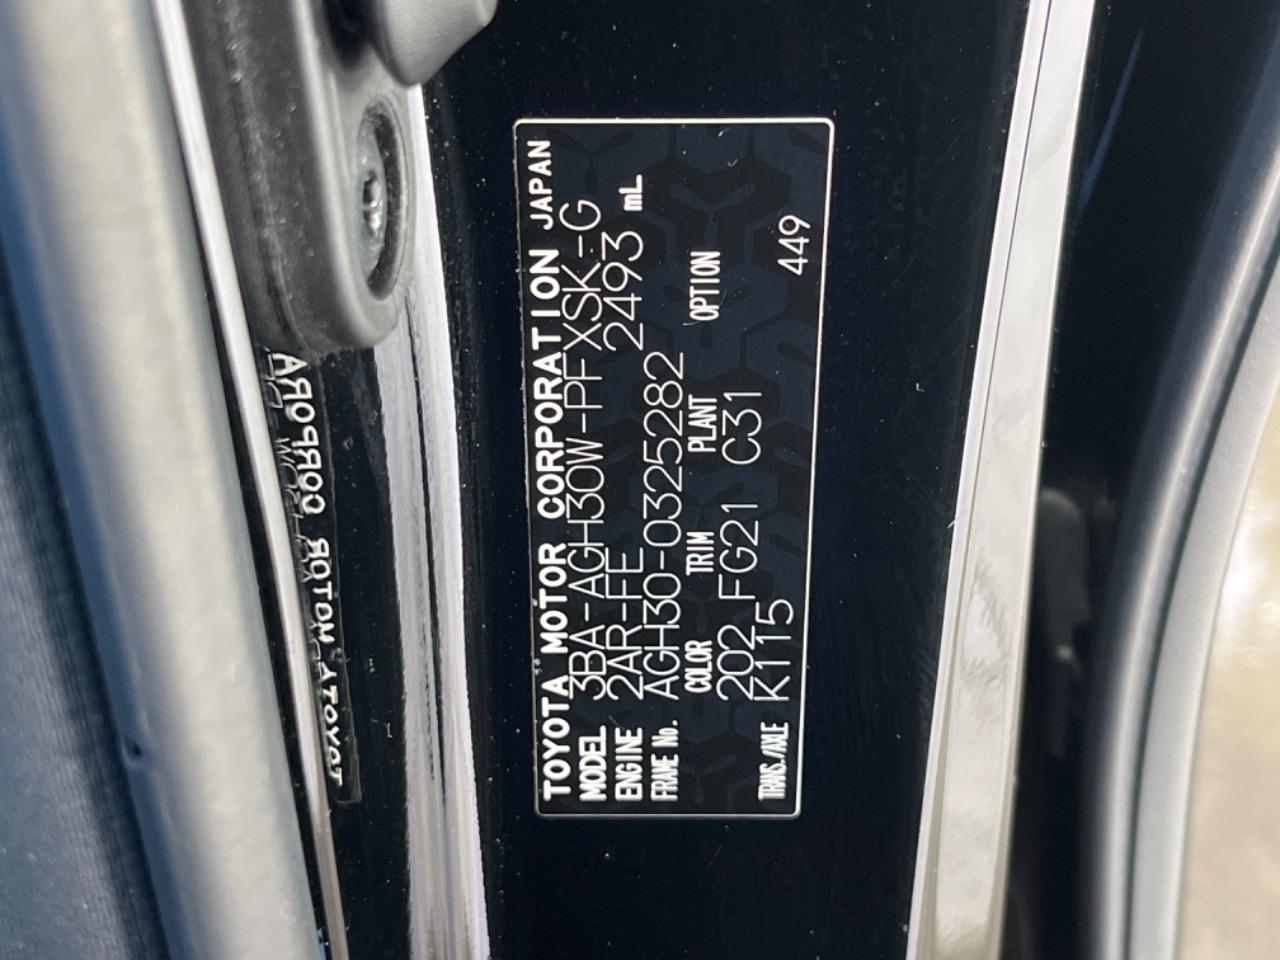 TOYOTA MOTOR CORPORATION JAPAN
MODEL 3BA-AGH30W-PFXSK-G
ENGINE 2AR-FE 2493 mL
FRAME No. AGH30-0325282
COLOR TRIM PLANT OPTION
202 FG21 C31
TRANS./AXLE K115 449